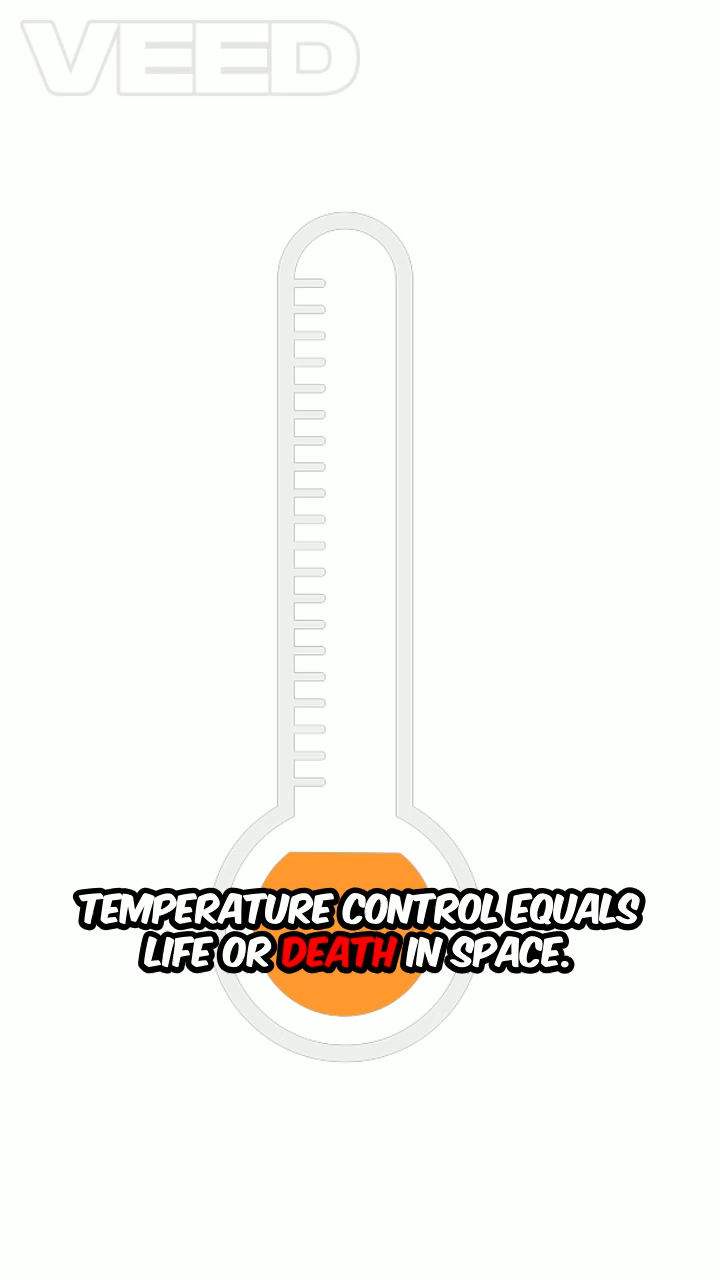 VEED
TEMPERATURE CONTROL EQUALS
LIFE OR DEATH IN SPACE.